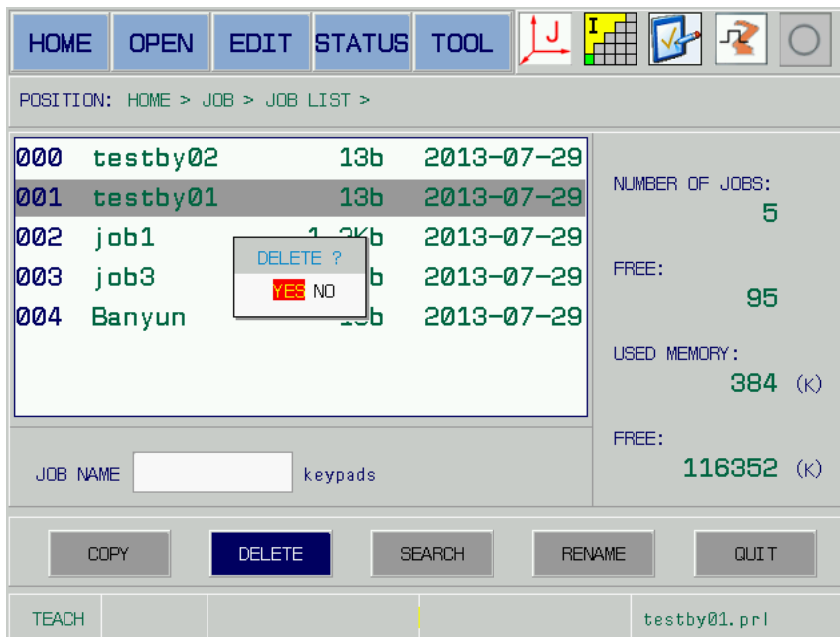 HOME OPEN EDIT STATUS TOOL J I
POSITION: HOME > JOB > JOB LIST >
000 testby02 13b 2013-07-29
001 testby01 13b 2013-07-29
002 job1 2013-07-29
003 job3 2013-07-29
004 Banyun 2013-07-29
DELETE ?
YES NO
NUMBER OF JOBS:
5
FREE:
95
USED MEMORY:
384 (K)
FREE:
116352 (K)
JOB NAME keypads
COPY DELETE SEARCH RENAME QUIT
TEACH testby01.prl